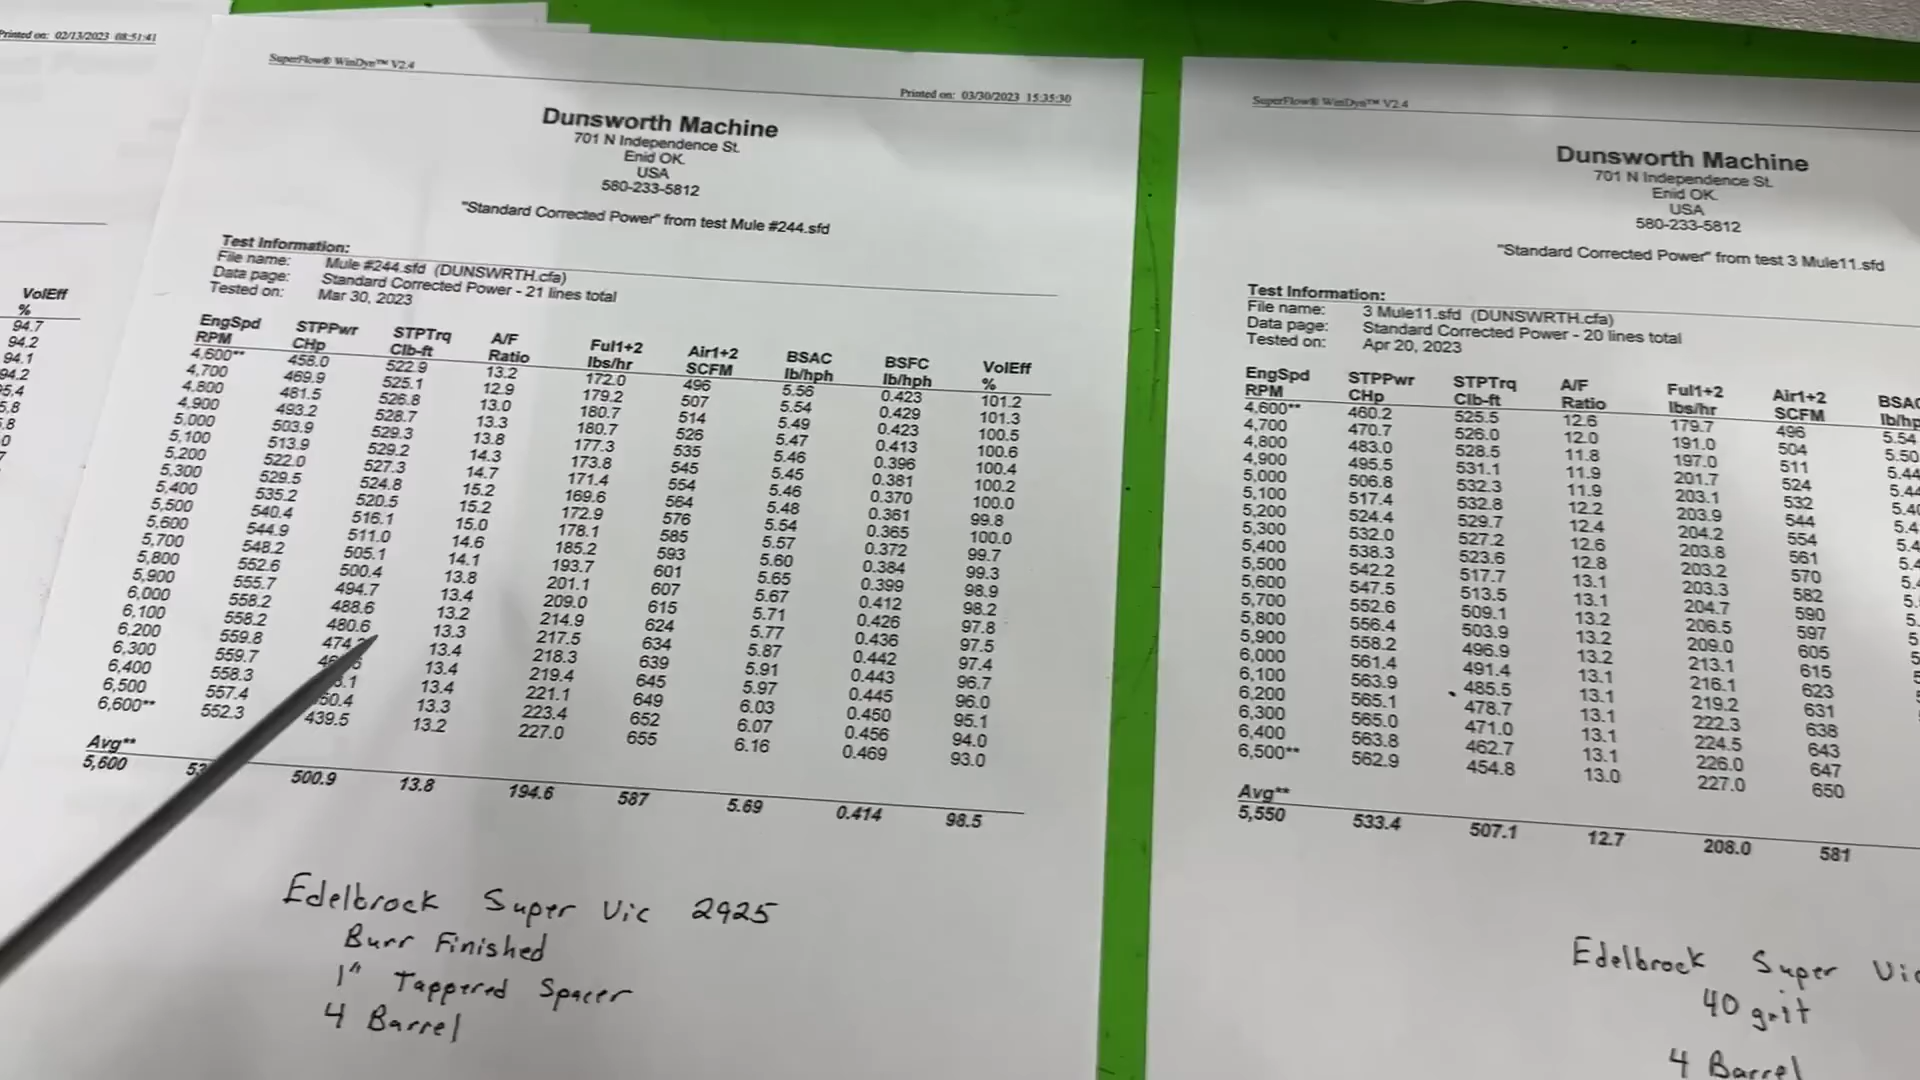 Printed on: 02/13/2023 08:51:41
VolEff
%
94.7
94.2
94.1
94.2
SuperFlow® WinDyn™ V2.4
Printed on: 03/30/2023 15:35:30
Dunsworth Machine
701 N Independence St.
Enid OK.
USA
580-233-5812
"Standard Corrected Power" from test Mule #244.sfd
Test Information:
File name: Mule #244.sfd (DUNSWRTH.cfa)
Data page: Standard Corrected Power - 21 lines total
Tested on: Mar 30, 2023
EngSpd STPPwr STPTrq A/F Ful1+2 Air1+2 BSAC BSFC VolEff
RPM CHp Clb-ft Ratio lbs/hr SCFM lb/hph lb/hph %
4,600** 458.0 522.9 13.2 172.0 496 5.56 0.423 101.2
4,700 469.9 525.1 12.9 179.2 507 5.54 0.429 101.3
4,800 481.5 526.8 13.0 180.7 514 5.49 0.423 100.5
4,900 493.2 528.7 13.3 180.7 526 5.47 0.413 100.6
5,000 503.9 529.3 13.8 177.3 535 5.46 0.396 100.4
5,100 513.9 529.2 14.3 173.8 545 5.45 0.381 100.2
5,200 522.0 527.3 14.7 171.4 554 5.46 0.370 100.0
5,300 529.5 524.8 15.2 169.6 564 5.48 0.361 99.8
5,400 535.2 520.5 15.2 172.9 576 5.54 0.365 100.0
5,500 540.4 516.1 15.0 178.1 585 5.57 0.372 99.7
5,600 544.9 511.0 14.6 185.2 593 5.60 0.384 99.3
5,700 548.2 505.1 14.1 193.7 601 5.65 0.399 98.9
5,800 552.6 500.4 13.8 201.1 607 5.67 0.412 98.2
5,900 555.7 494.7 13.4 209.0 615 5.71 0.426 97.8
6,000 558.2 488.6 13.2 214.9 624 5.77 0.436 97.5
6,100 558.2 480.6 13.3 217.5 634 5.87 0.442 97.4
6,200 559.8 13.4 218.3 639 5.91 0.443 96.7
6,300 559.7 13.4 219.4 645 5.97 0.445 96.0
6,400 558.3 13.4 221.1 649 6.03 0.450 95.1
6,500 557.4 13.3 223.4 652 6.07 0.456 94.0
6,600** 552.3 439.5 13.2 227.0 655 6.16 0.469 93.0
Avg**
5,600 500.9 13.8 194.6 587 5.69 0.414 98.5
Edelbrock Super Vic 2925
Burr Finished
1" Tappered Spacer
4 Barrel
SuperFlow® WinDyn™ V2.4
Dunsworth Machine
701 N Independence St.
Enid OK.
USA
580-233-5812
"Standard Corrected Power" from test 3 Mule11.sfd
Test Information:
File name: 3 Mule11.sfd (DUNSWRTH.cfa)
Data page: Standard Corrected Power - 20 lines total
Tested on: Apr 20, 2023
EngSpd STPPwr STPTrq A/F Ful1+2 Air1+2 BSAC
RPM CHp Clb-ft Ratio lbs/hr SCFM lb/hp
4,600** 460.2 525.5 12.6 179.7 496 5.54
4,700 470.7 526.0 12.0 191.0 504 5.50
4,800 483.0 528.5 11.8 197.0 511 5.44
4,900 495.5 531.1 11.9 201.7 524 5.44
5,000 506.8 532.3 11.9 203.1 532 5.40
5,100 517.4 532.8 12.2 203.9 544 5.4
5,200 524.4 529.7 12.4 204.2 554 5.4
5,300 532.0 527.2 12.6 203.8 561 5.4
5,400 538.3 523.6 12.8 203.2 570 5.4
5,500 542.2 517.7 13.1 203.3 582 5.
5,600 547.5 513.5 13.1 204.7 590 5.
5,700 552.6 509.1 13.2 206.5 597 5.
5,800 556.4 503.9 13.2 209.0 605 5
5,900 558.2 496.9 13.2 213.1 615 5
6,000 561.4 491.4 13.1 216.1 623
6,100 563.9 485.5 13.1 219.2 631
6,200 565.1 478.7 13.1 222.3 638
6,300 565.0 471.0 13.1 224.5 643
6,400 563.8 462.7 13.1 226.0 647
6,500** 562.9 454.8 13.0 227.0 650
Avg**
5,550 533.4 507.1 12.7 208.0 581
Edelbrock Super Vic
40 grit
4 Barrel